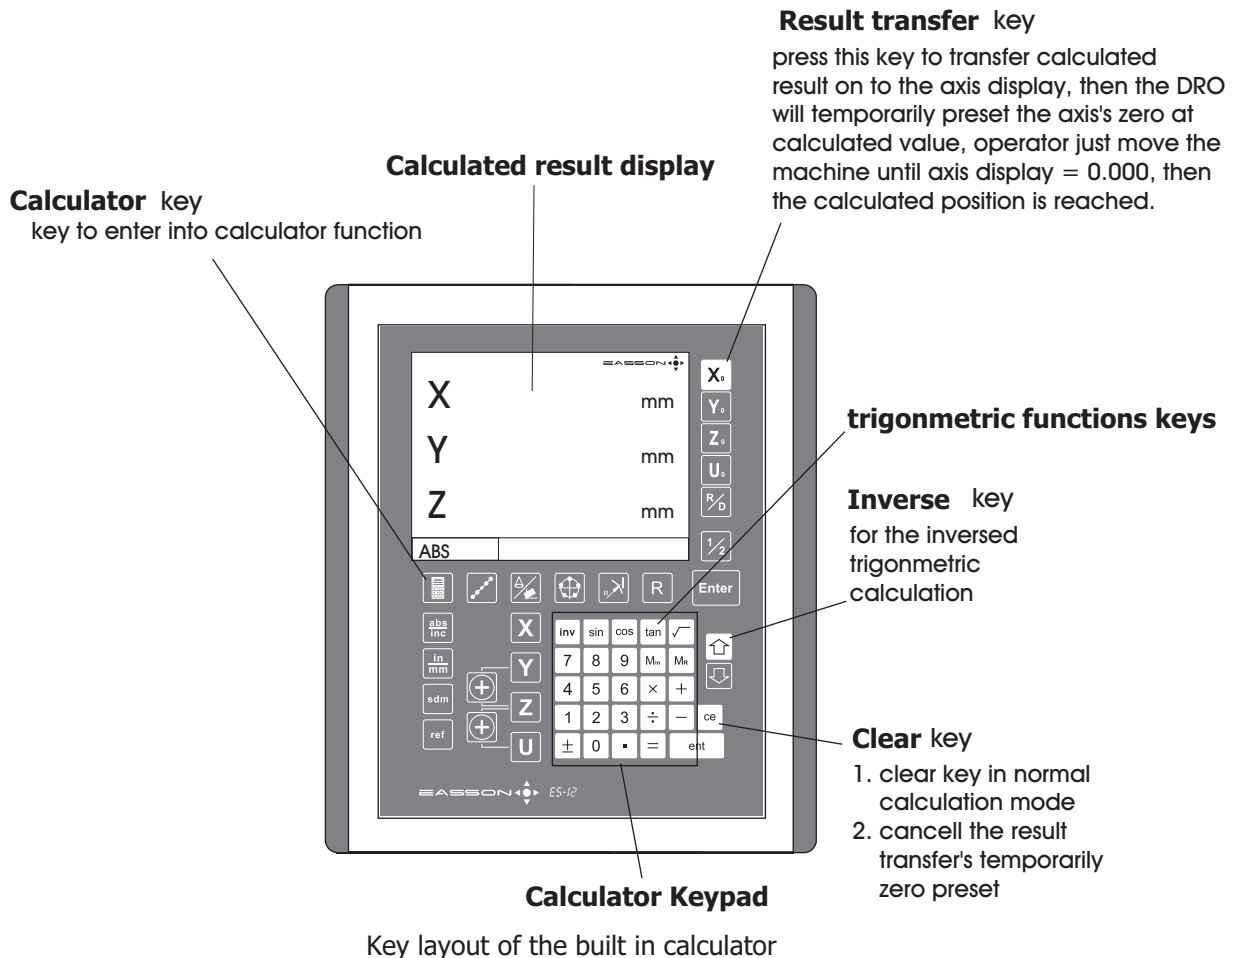 Result transfer key
press this key to transfer calculated
result on to the axis display, then the DRO
will temporarily preset the axis's zero at
calculated value, operator just move the
machine until axis display = 0.000, then
the calculated position is reached.
Calculated result display
Calculator key
key to enter into calculator function
EASSON
X mm
Y mm
Z mm
ABS
X₀
Y₀
Z₀
U₀
R/D
1/2
trigonmetric functions keys
Inverse key
for the inversed
trigonmetric
calculation
R
R
Enter
abs
inc
in
mm
sdm
ref
X
Y
Z
U
inv sin cos tan √
7 8 9 Min MR
4 5 6 × +
1 2 3 ÷ − ce
± 0 . = ent
EASSON ES-12
Clear key
1. clear key in normal
calculation mode
2. cancell the result
transfer's temporarily
zero preset
Calculator Keypad
Key layout of the built in calculator